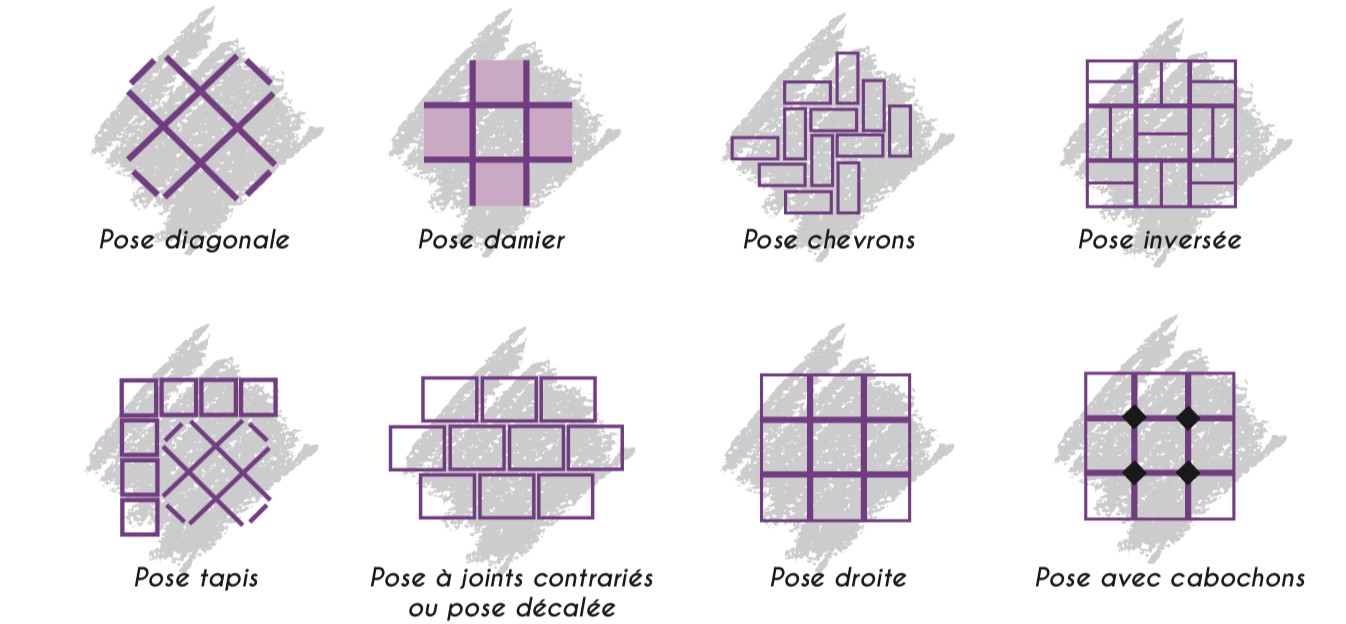 Pose diagonale
Pose damier
Pose chevrons
Pose inversée
Pose tapis
Pose à joints contrariés
ou pose décalée
Pose droite
Pose avec cabochons